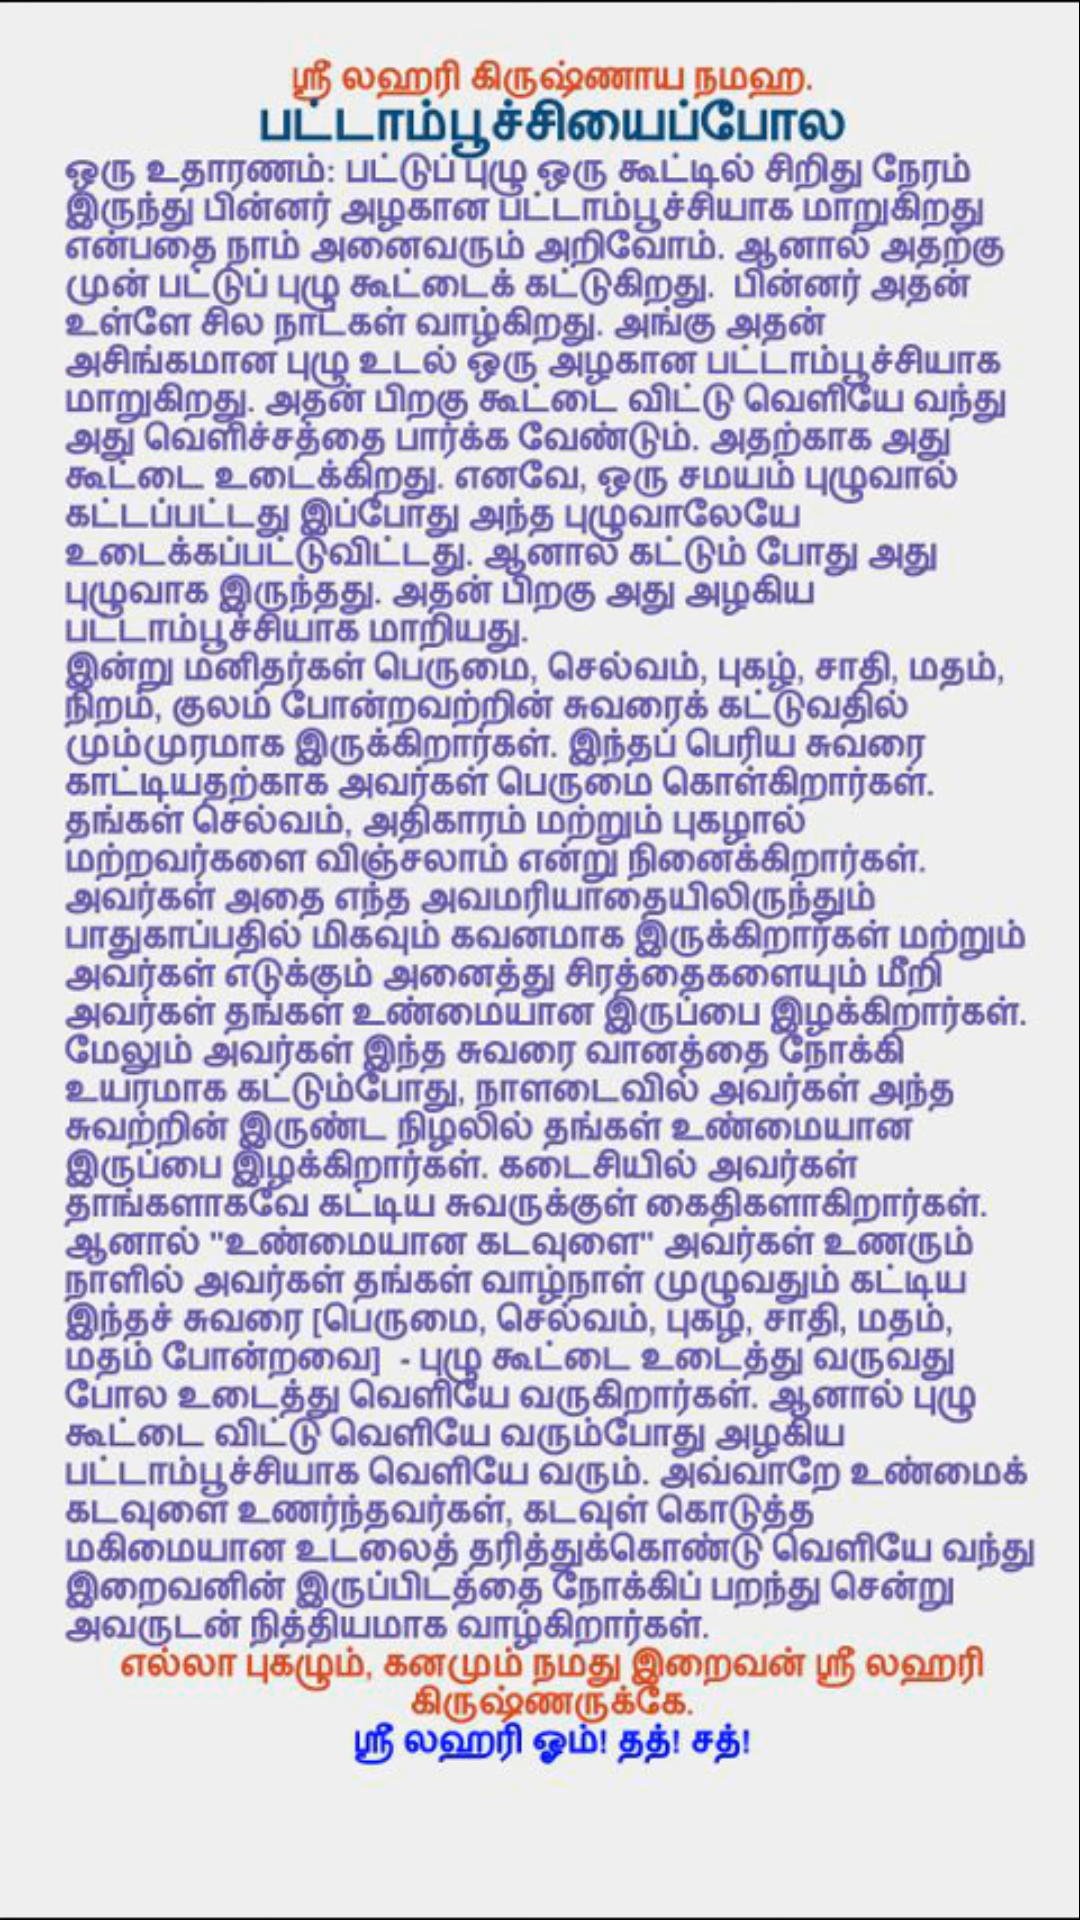 ஸ்ரீ லஹரி கிருஷ்ணாய நமஹ.
பட்டாம்பூச்சியைப்போல
ஒரு உதாரணம்: பட்டுப் புழு ஒரு கூட்டில் சிறிது நேரம்
இருந்து பின்னர் அழகான பட்டாம்பூச்சியாக மாறுகிறது
என்பதை நாம் அனைவரும் அறிவோம். ஆனால் அதற்கு
முன் பட்டுப் புழு கூட்டைக் கட்டுகிறது. பின்னர் அதன்
உள்ளே சில நாட்கள் வாழ்கிறது. அங்கு அதன்
அசிங்கமான புழு உடல் ஒரு அழகான பட்டாம்பூச்சியாக
மாறுகிறது. அதன் பிறகு கூட்டை விட்டு வெளியே வந்து
அது வெளிச்சத்தை பார்க்க வேண்டும். அதற்காக அது
கூட்டை உடைக்கிறது. எனவே, ஒரு சமயம் புழுவால்
கட்டப்பட்டது இப்போது அந்த புழுவாலேயே
உடைக்கப்பட்டுவிட்டது. ஆனால் கட்டும் போது அது
புழுவாக இருந்தது. அதன் பிறகு அது அழகிய
பட்டாம்பூச்சியாக மாறியது.
இன்று மனிதர்கள் பெருமை, செல்வம், புகழ், சாதி, மதம்,
நிறம், குலம் போன்றவற்றின் சுவரைக் கட்டுவதில்
மும்முரமாக இருக்கிறார்கள். இந்தப் பெரிய சுவரை
காட்டியதற்காக அவர்கள் பெருமை கொள்கிறார்கள்.
தங்கள் செல்வம், அதிகாரம் மற்றும் புகழால்
மற்றவர்களை விஞ்சலாம் என்று நினைக்கிறார்கள்.
அவர்கள் அதை எந்த அவமரியாதையிலிருந்தும்
பாதுகாப்பதில் மிகவும் கவனமாக இருக்கிறார்கள் மற்றும்
அவர்கள் எடுக்கும் அனைத்து சிரத்தைகளையும் மீறி
அவர்கள் தங்கள் உண்மையான இருப்பை இழக்கிறார்கள்.
மேலும் அவர்கள் இந்த சுவரை வானத்தை நோக்கி
உயரமாக கட்டும்போது, நாளடைவில் அவர்கள் அந்த
சுவற்றின் இருண்ட நிழலில் தங்கள் உண்மையான
இருப்பை இழக்கிறார்கள். கடைசியில் அவர்கள்
தாங்களாகவே கட்டிய சுவருக்குள் கைதிகளாகிறார்கள்.
ஆனால் "உண்மையான கடவுளை" அவர்கள் உணரும்
நாளில் அவர்கள் தங்கள் வாழ்நாள் முழுவதும் கட்டிய
இந்தச் சுவரை [பெருமை, செல்வம், புகழ், சாதி, மதம்,
மதம் போன்றவை] - புழு கூட்டை உடைத்து வருவது
போல உடைத்து வெளியே வருகிறார்கள். ஆனால் புழு
கூட்டை விட்டு வெளியே வரும்போது அழகிய
பட்டாம்பூச்சியாக வெளியே வரும். அவ்வாறே உண்மைக்
கடவுளை உணர்ந்தவர்கள், கடவுள் கொடுத்த
மகிமையான உடலைத் தரித்துக்கொண்டு வெளியே வந்து
இறைவனின் இருப்பிடத்தை நோக்கிப் பறந்து சென்று
அவருடன் நித்தியமாக வாழ்கிறார்கள்.
எல்லா புகழும், கனமும் நமது இறைவன் ஸ்ரீ லஹரி
கிருஷ்ணருக்கே.
ஸ்ரீ லஹரி ஓம்! தத்! சத்!